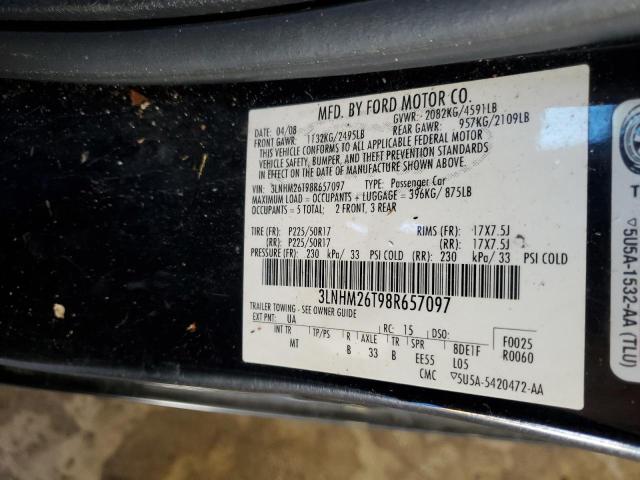 MFD. BY FORD MOTOR CO.
DATE: 04/08 GVWR: 2082KG/4591LB
FRONT GAWR: 1132KG/2495LB REAR GAWR: 957KG/2109LB
THIS VEHICLE CONFORMS TO ALL APPLICABLE FEDERAL MOTOR
VEHICLE SAFETY, BUMPER, AND THEFT PREVENTION STANDARDS
IN EFFECT ON THE DATE OF MANUFACTURE SHOWN ABOVE.
VIN: 3LNHM26T98R657097 TYPE: Passenger Car
MAXIMUM LOAD = OCCUPANTS + LUGGAGE = 396KG/ 875LB
OCCUPANTS = 5 TOTAL; 2 FRONT, 3 REAR
TIRE (FR): P225/50R17 RIMS (FR): 17X7.5J
(RR): P225/50R17 (RR): 17X7.5J
PRESSURE (FR): 230 kPa/ 33 PSI COLD (RR): 230 kPa/ 33 PSI COLD
3LNHM26T98R657097
TRAILER TOWING - SEE OWNER GUIDE
EXT PNT: UA RC: 15 DSO: F0025
INT TR TP/PS R AXLE TR SPR BDE1F R0060
MT B 33 B EE55 L05
CMC ▽5U5A-5420472-AA
▽5U5A-1532-AA (TLU)